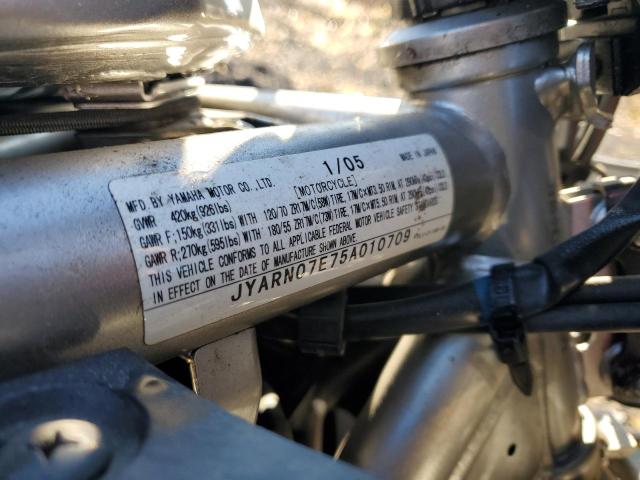 MFD.BY YAMAHA MOTOR CO.,LTD. 1/05 MADE IN JAPAN
GVWR 420kg(926lbs) [MOTORCYCLE]
GAWR F:150kg(331lbs) WITH 120/70 ZR17M/C(58W)TIRE, 17M/C×MT3.50 RIM, AT 250kPa COLD
GAWR R:270kg(595lbs) WITH 180/55 ZR17M/C(73W)TIRE, 17M/C×MT5.50 RIM, AT 290kPa COLD
THIS VEHICLE CONFORMS TO ALL APPLICABLE FEDERAL MOTOR VEHICLE SAFETY STANDARDS
IN EFFECT ON THE DATE OF MANUFACTURE SHOWN ABOVE.
JYARN07E75A010709